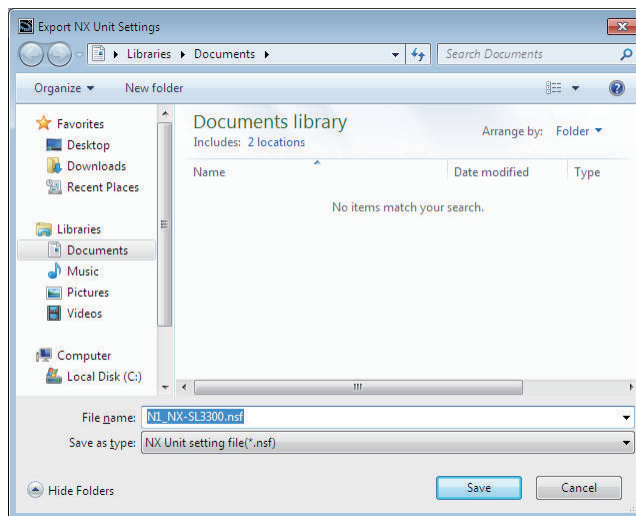 Export NX Unit Settings
Libraries Documents
Search Documents
Organize New folder
Favorites
Desktop
Downloads
Recent Places
Libraries
Documents
Music
Pictures
Videos
Computer
Local Disk (C:)
Documents library
Includes: 2 locations
Arrange by: Folder
Name Date modified Type
No items match your search.
File name: N1_NX-SL3300.nsf
Save as type: NX Unit setting file(*.nsf)
Hide Folders
Save
Cancel